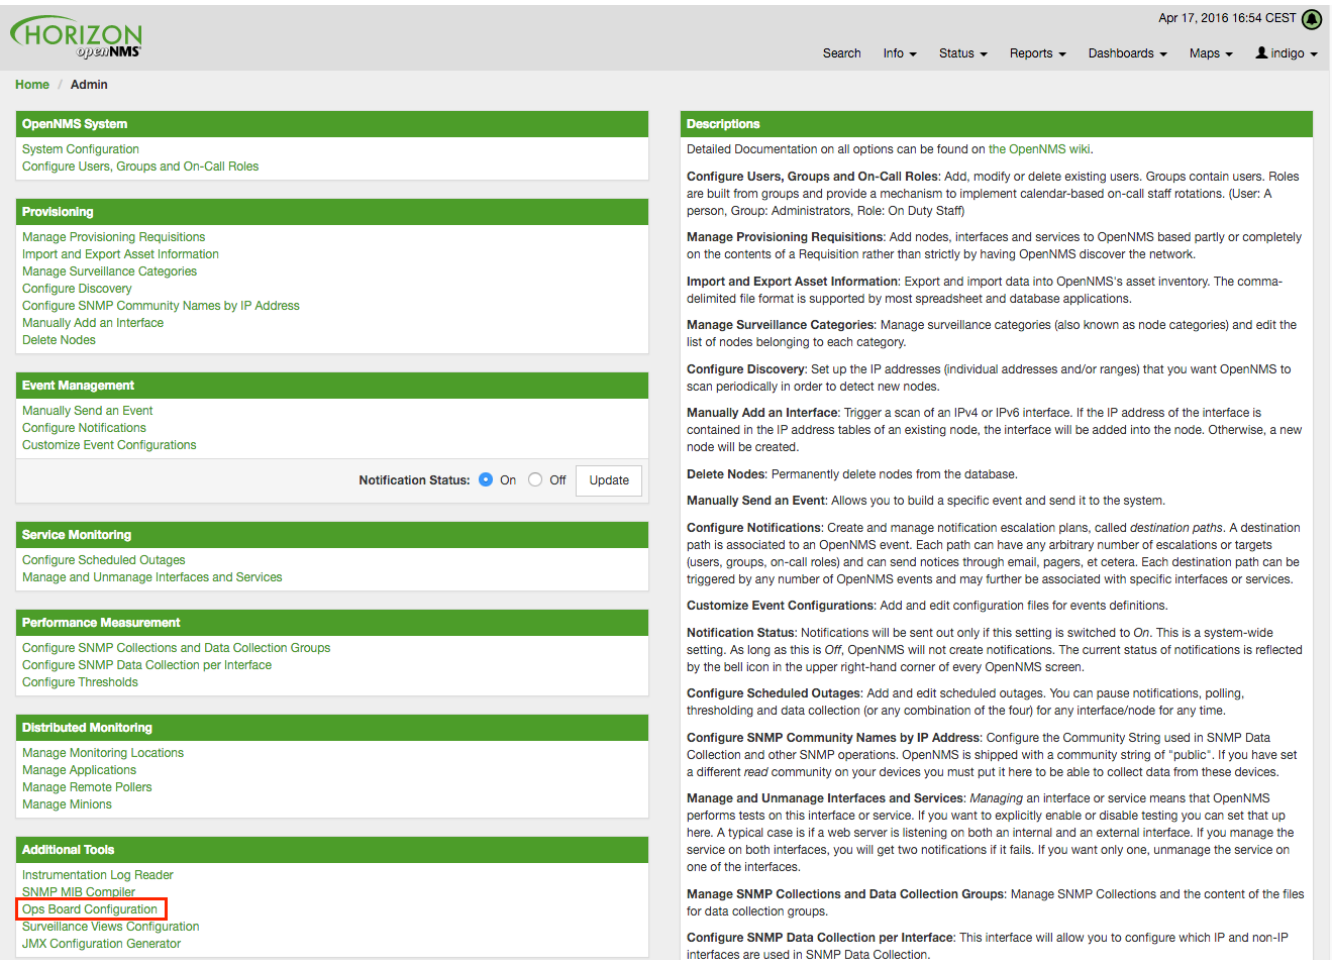 Apr 17, 2016 16:54 CEST
HORIZON
openNMS
Search Info Status Reports Dashboards Maps indigo
Home / Admin
OpenNMS System
System Configuration
Configure Users, Groups and On-Call Roles
Provisioning
Manage Provisioning Requisitions
Import and Export Asset Information
Manage Surveillance Categories
Configure Discovery
Configure SNMP Community Names by IP Address
Manually Add an Interface
Delete Nodes
Event Management
Manually Send an Event
Configure Notifications
Customize Event Configurations
Notification Status: On Off Update
Service Monitoring
Configure Scheduled Outages
Manage and Unmanage Interfaces and Services
Performance Measurement
Configure SNMP Collections and Data Collection Groups
Configure SNMP Data Collection per Interface
Configure Thresholds
Distributed Monitoring
Manage Monitoring Locations
Manage Applications
Manage Remote Pollers
Manage Minions
Additional Tools
Instrumentation Log Reader
SNMP MIB Compiler
Ops Board Configuration
Surveillance Views Configuration
JMX Configuration Generator
Descriptions
Detailed Documentation on all options can be found on the OpenNMS wiki.
Configure Users, Groups and On-Call Roles: Add, modify or delete existing users. Groups contain users. Roles
are built from groups and provide a mechanism to implement calendar-based on-call staff rotations. (User: A
person, Group: Administrators, Role: On Duty Staff)
Manage Provisioning Requisitions: Add nodes, interfaces and services to OpenNMS based partly or completely
on the contents of a Requisition rather than strictly by having OpenNMS discover the network.
Import and Export Asset Information: Export and import data into OpenNMS's asset inventory. The comma-
delimited file format is supported by most spreadsheet and database applications.
Manage Surveillance Categories: Manage surveillance categories (also known as node categories) and edit the
list of nodes belonging to each category.
Configure Discovery: Set up the IP addresses (individual addresses and/or ranges) that you want OpenNMS to
scan periodically in order to detect new nodes.
Manually Add an Interface: Trigger a scan of an IPv4 or IPv6 interface. If the IP address of the interface is
contained in the IP address tables of an existing node, the interface will be added into the node. Otherwise, a new
node will be created.
Delete Nodes: Permanently delete nodes from the database.
Manually Send an Event: Allows you to build a specific event and send it to the system.
Configure Notifications: Create and manage notification escalation plans, called destination paths. A destination
path is associated to an OpenNMS event. Each path can have any arbitrary number of escalations or targets
(users, groups, on-call roles) and can send notices through email, pagers, et cetera. Each destination path can be
triggered by any number of OpenNMS events and may further be associated with specific interfaces or services.
Customize Event Configurations: Add and edit configuration files for events definitions.
Notification Status: Notifications will be sent out only if this setting is switched to On. This is a system-wide
setting. As long as this is Off, OpenNMS will not create notifications. The current status of notifications is reflected
by the bell icon in the upper right-hand corner of every OpenNMS screen.
Configure Scheduled Outages: Add and edit scheduled outages. You can pause notifications, polling,
thresholding and data collection (or any combination of the four) for any interface/node for any time.
Configure SNMP Community Names by IP Address: Configure the Community String used in SNMP Data
Collection and other SNMP operations. OpenNMS is shipped with a community string of "public". If you have set
a different read community on your devices you must put it here to be able to collect data from these devices.
Manage and Unmanage Interfaces and Services: Managing an interface or service means that OpenNMS
performs tests on this interface or service. If you want to explicitly enable or disable testing you can set that up
here. A typical case is if a web server is listening on both an internal and an external interface. If you manage the
service on both interfaces, you will get two notifications if it fails. If you want only one, unmanage the service on
one of the interfaces.
Manage SNMP Collections and Data Collection Groups: Manage SNMP Collections and the content of the files
for data collection groups.
Configure SNMP Data Collection per Interface: This interface will allow you to configure which IP and non-IP
interfaces are used in SNMP Data Collection.